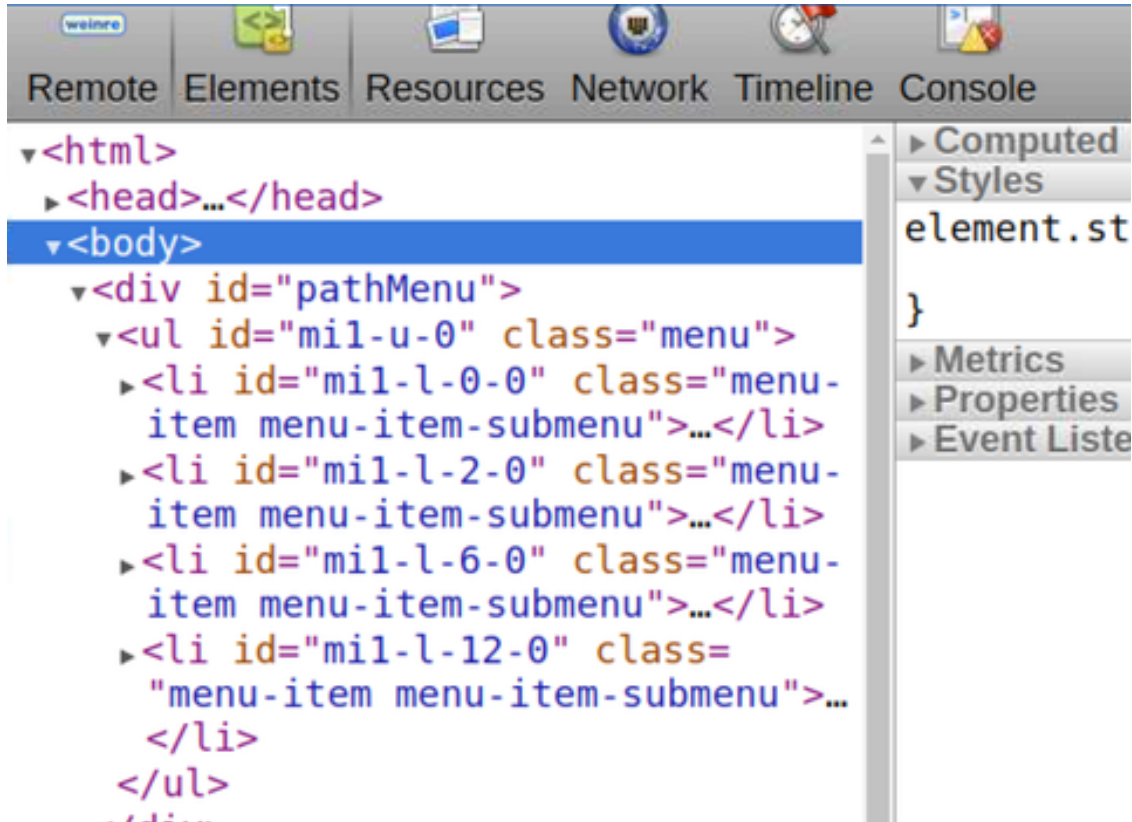 weinre
Remote Elements Resources Network Timeline Console
▼<html>
▶<head>…</head>
▼<body>
▼<div id="pathMenu">
▼<ul id="mi1-u-0" class="menu">
▶<li id="mi1-l-0-0" class="menu-
item menu-item-submenu">…</li>
▶<li id="mi1-l-2-0" class="menu-
item menu-item-submenu">…</li>
▶<li id="mi1-l-6-0" class="menu-
item menu-item-submenu">…</li>
▶<li id="mi1-l-12-0" class=
"menu-item menu-item-submenu">…
</li>
</ul>
▶Computed
▼Styles
element.st
}
▶Metrics
▶Properties
▶Event Liste